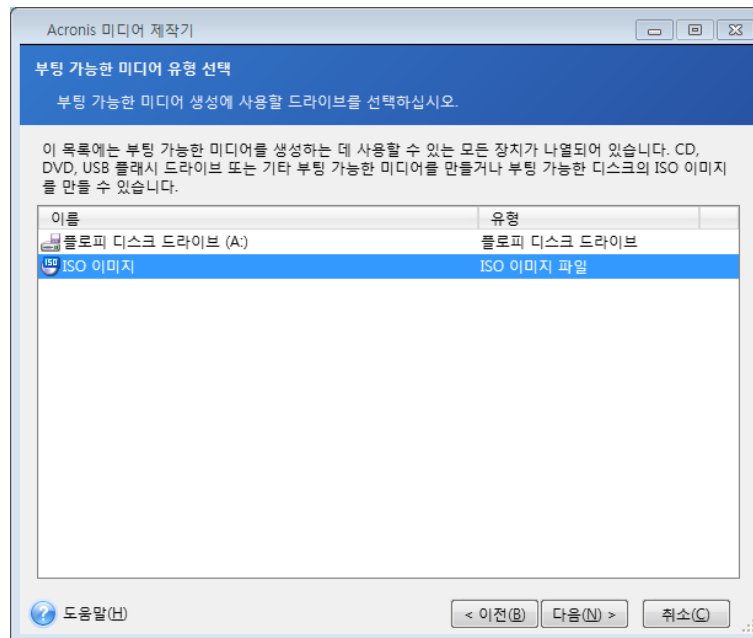 Acronis 미디어 제작기
부팅 가능한 미디어 유형 선택
부팅 가능한 미디어 생성에 사용할 드라이브를 선택하십시오.
이 목록에는 부팅 가능한 미디어를 생성하는 데 사용할 수 있는 모든 장치가 나열되어 있습니다. CD,
DVD, USB 플래시 드라이브 또는 기타 부팅 가능한 미디어를 만들거나 부팅 가능한 디스크의 ISO 이미지
를 만들 수 있습니다.
이름 유형
플로피 디스크 드라이브 (A:) 플로피 디스크 드라이브
ISO ISO 이미지 ISO 이미지 파일
도움말(H) < 이전(B) 다음(N) > 취소(C)